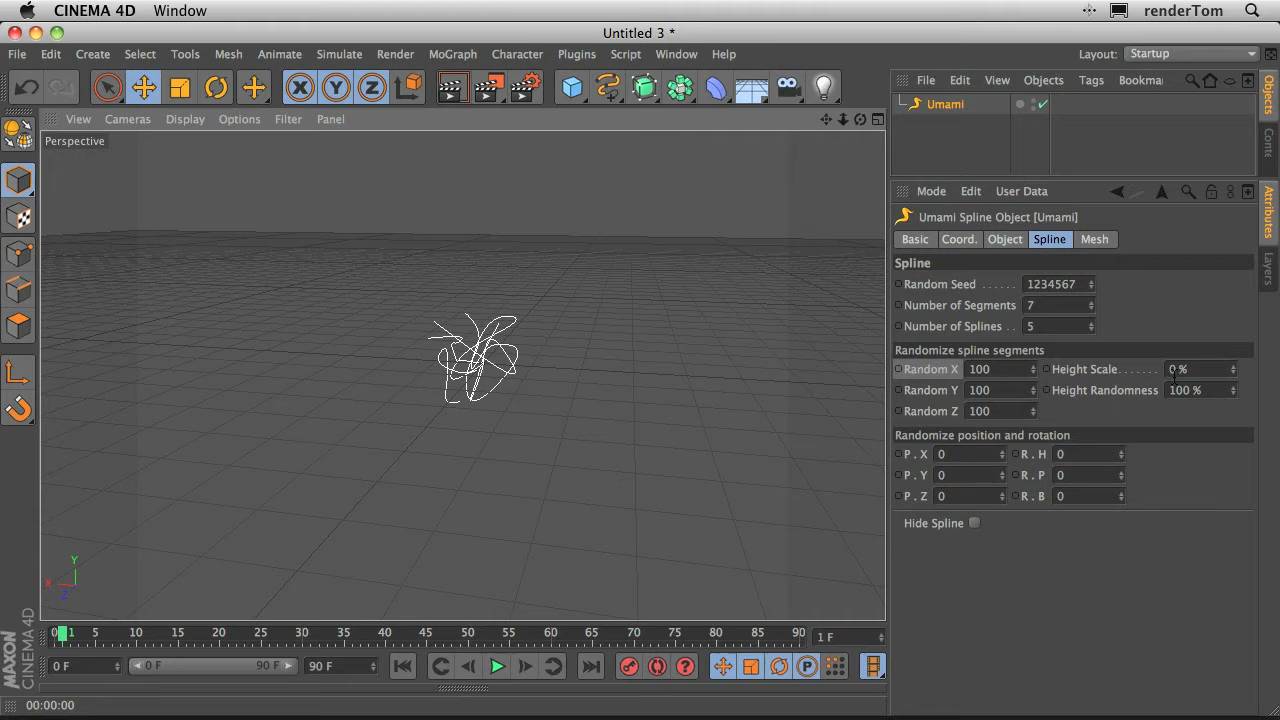 CINEMA 4D Window renderTom
Untitled 3 *
File Edit Create Select Tools Mesh Animate Simulate Render MoGraph Character Plugins Script Window Help Layout: Startup
File Edit View Objects Tags Bookma
X Y Z
View Cameras Display Options Filter Panel
Umami
Objects
Conte
Perspective
Mode Edit User Data
Umami Spline Object [Umami]
Basic Coord. Object Spline Mesh
Attributes
Layers
Spline
Random Seed . . . . . . 1234567
Number of Segments 7
Number of Splines . . 5
Randomize spline segments
Random X 100 Height Scale . . . . . . . 0 %
Random Y 100 Height Randomness 100 %
Random Z 100
Randomize position and rotation
P . X 0 R . H 0
P . Y 0 R . P 0
P . Z 0 R . B 0
Hide Spline
Y
X
Z
0 1 5 10 15 20 25 30 35 40 45 50 55 60 65 70 75 80 85 90 1 F
0 F 0 F 90 F 90 F
P
MAXON
CINEMA 4D
00:00:00